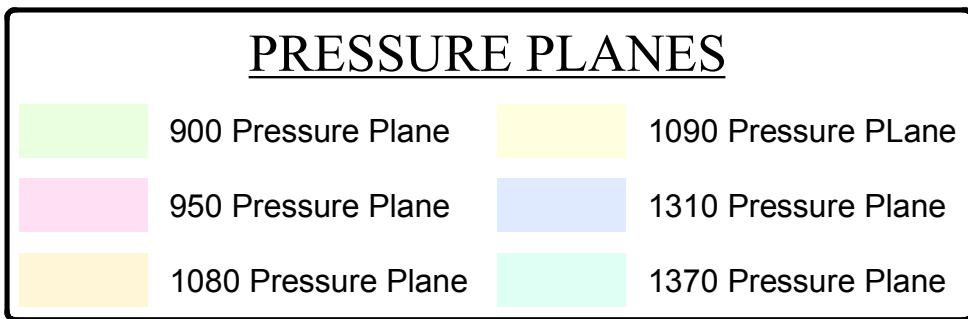 PRESSURE PLANES
900 Pressure Plane
950 Pressure Plane
1080 Pressure Plane
1090 Pressure PLane
1310 Pressure Plane
1370 Pressure Plane